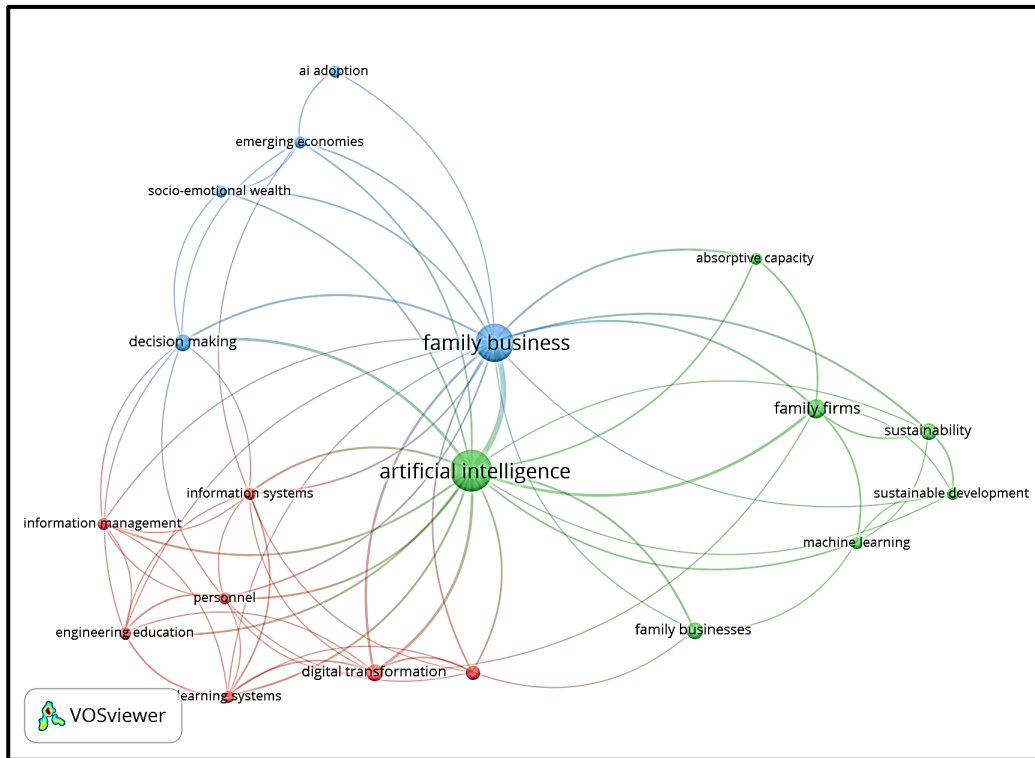 ai adoption
emerging economies
socio-emotional wealth
absorptive capacity
decision making
family business
family firms
sustainability
artificial intelligence
information systems
sustainable development
information management
machine learning
personnel
engineering education
family businesses
digital transformation
learning systems
VOSviewer